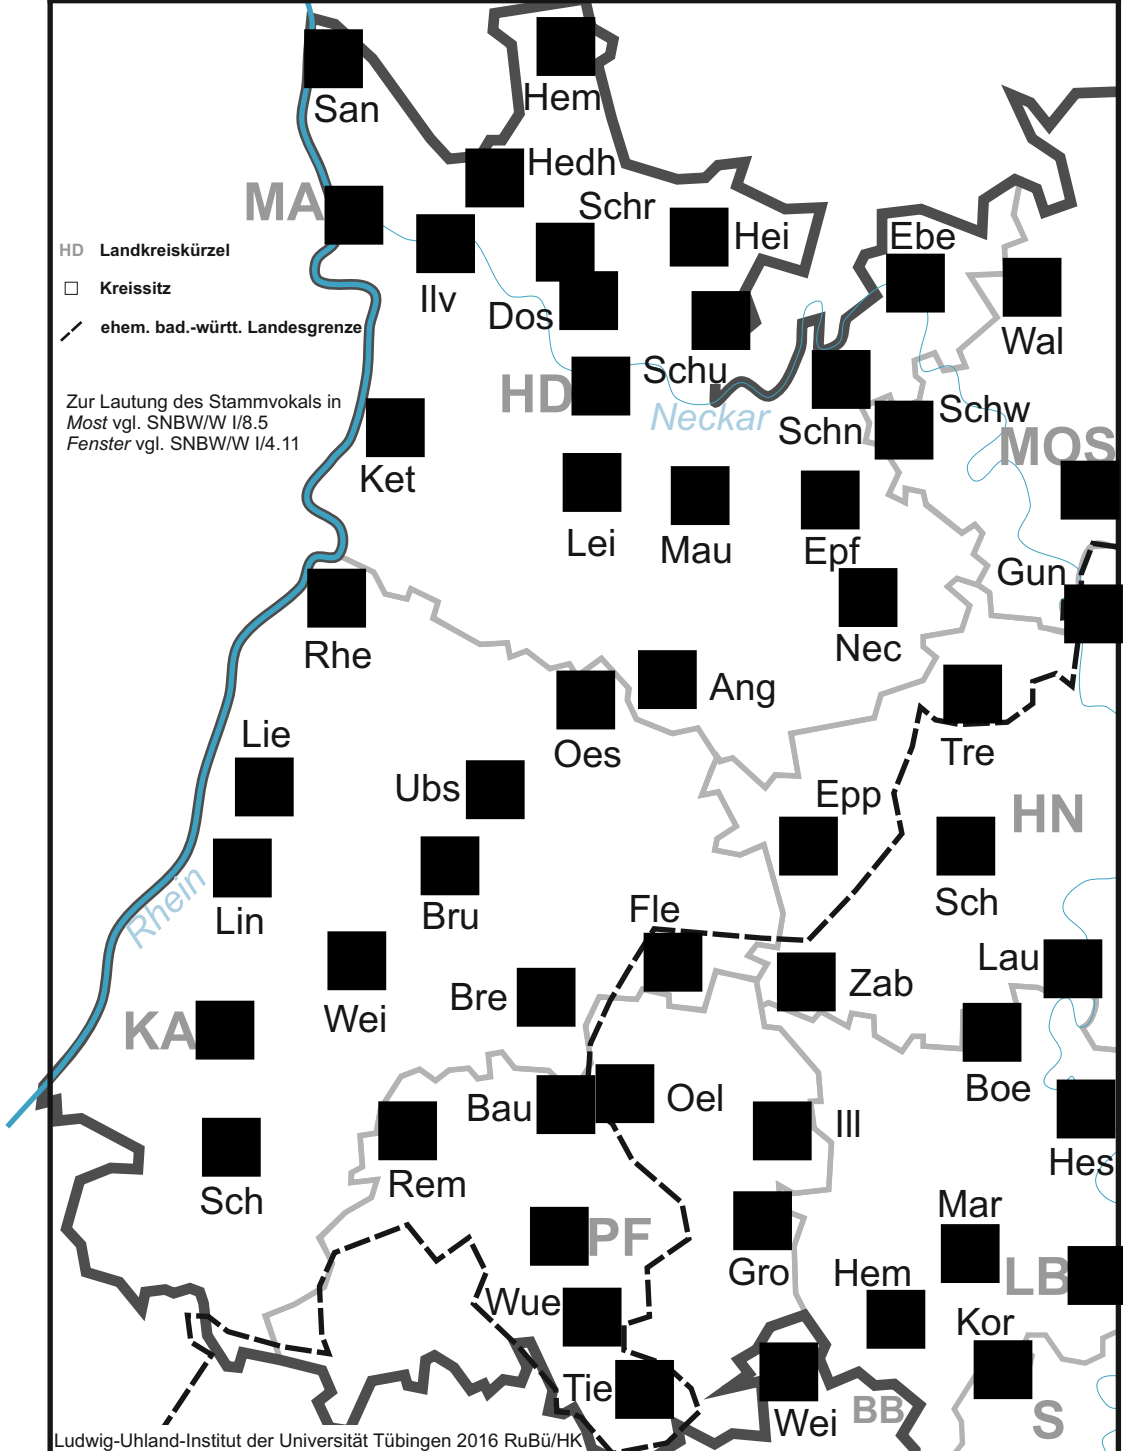 San
Hem
Hedh
MA
Schr
Hei
Ebe
HD Landkreiskürzel
Kreissitz
ehem. bad.-württ. Landesgrenze
Ilv
Dos
Wal
Schu
HD
Neckar
Zur Lautung des Stammvokals in
Most vgl. SNBW/W I/8.5
Fenster vgl. SNBW/W I/4.11
Schn
Schw
MOS
Ket
Lei
Mau
Epf
Gun
Rhe
Nec
Ang
Lie
Oes
Tre
Ubs
Epp
HN
Rhein
Lin
Bru
Fle
Sch
Lau
Wei
Bre
Zab
KA
Boe
Bau
Oel
Ill
Hes
Rem
Sch
Mar
PF
Gro
Hem
LB
Wue
Kor
Tie
Wei
BB
S
Ludwig-Uhland-Institut der Universität Tübingen 2016 RuBü/HK